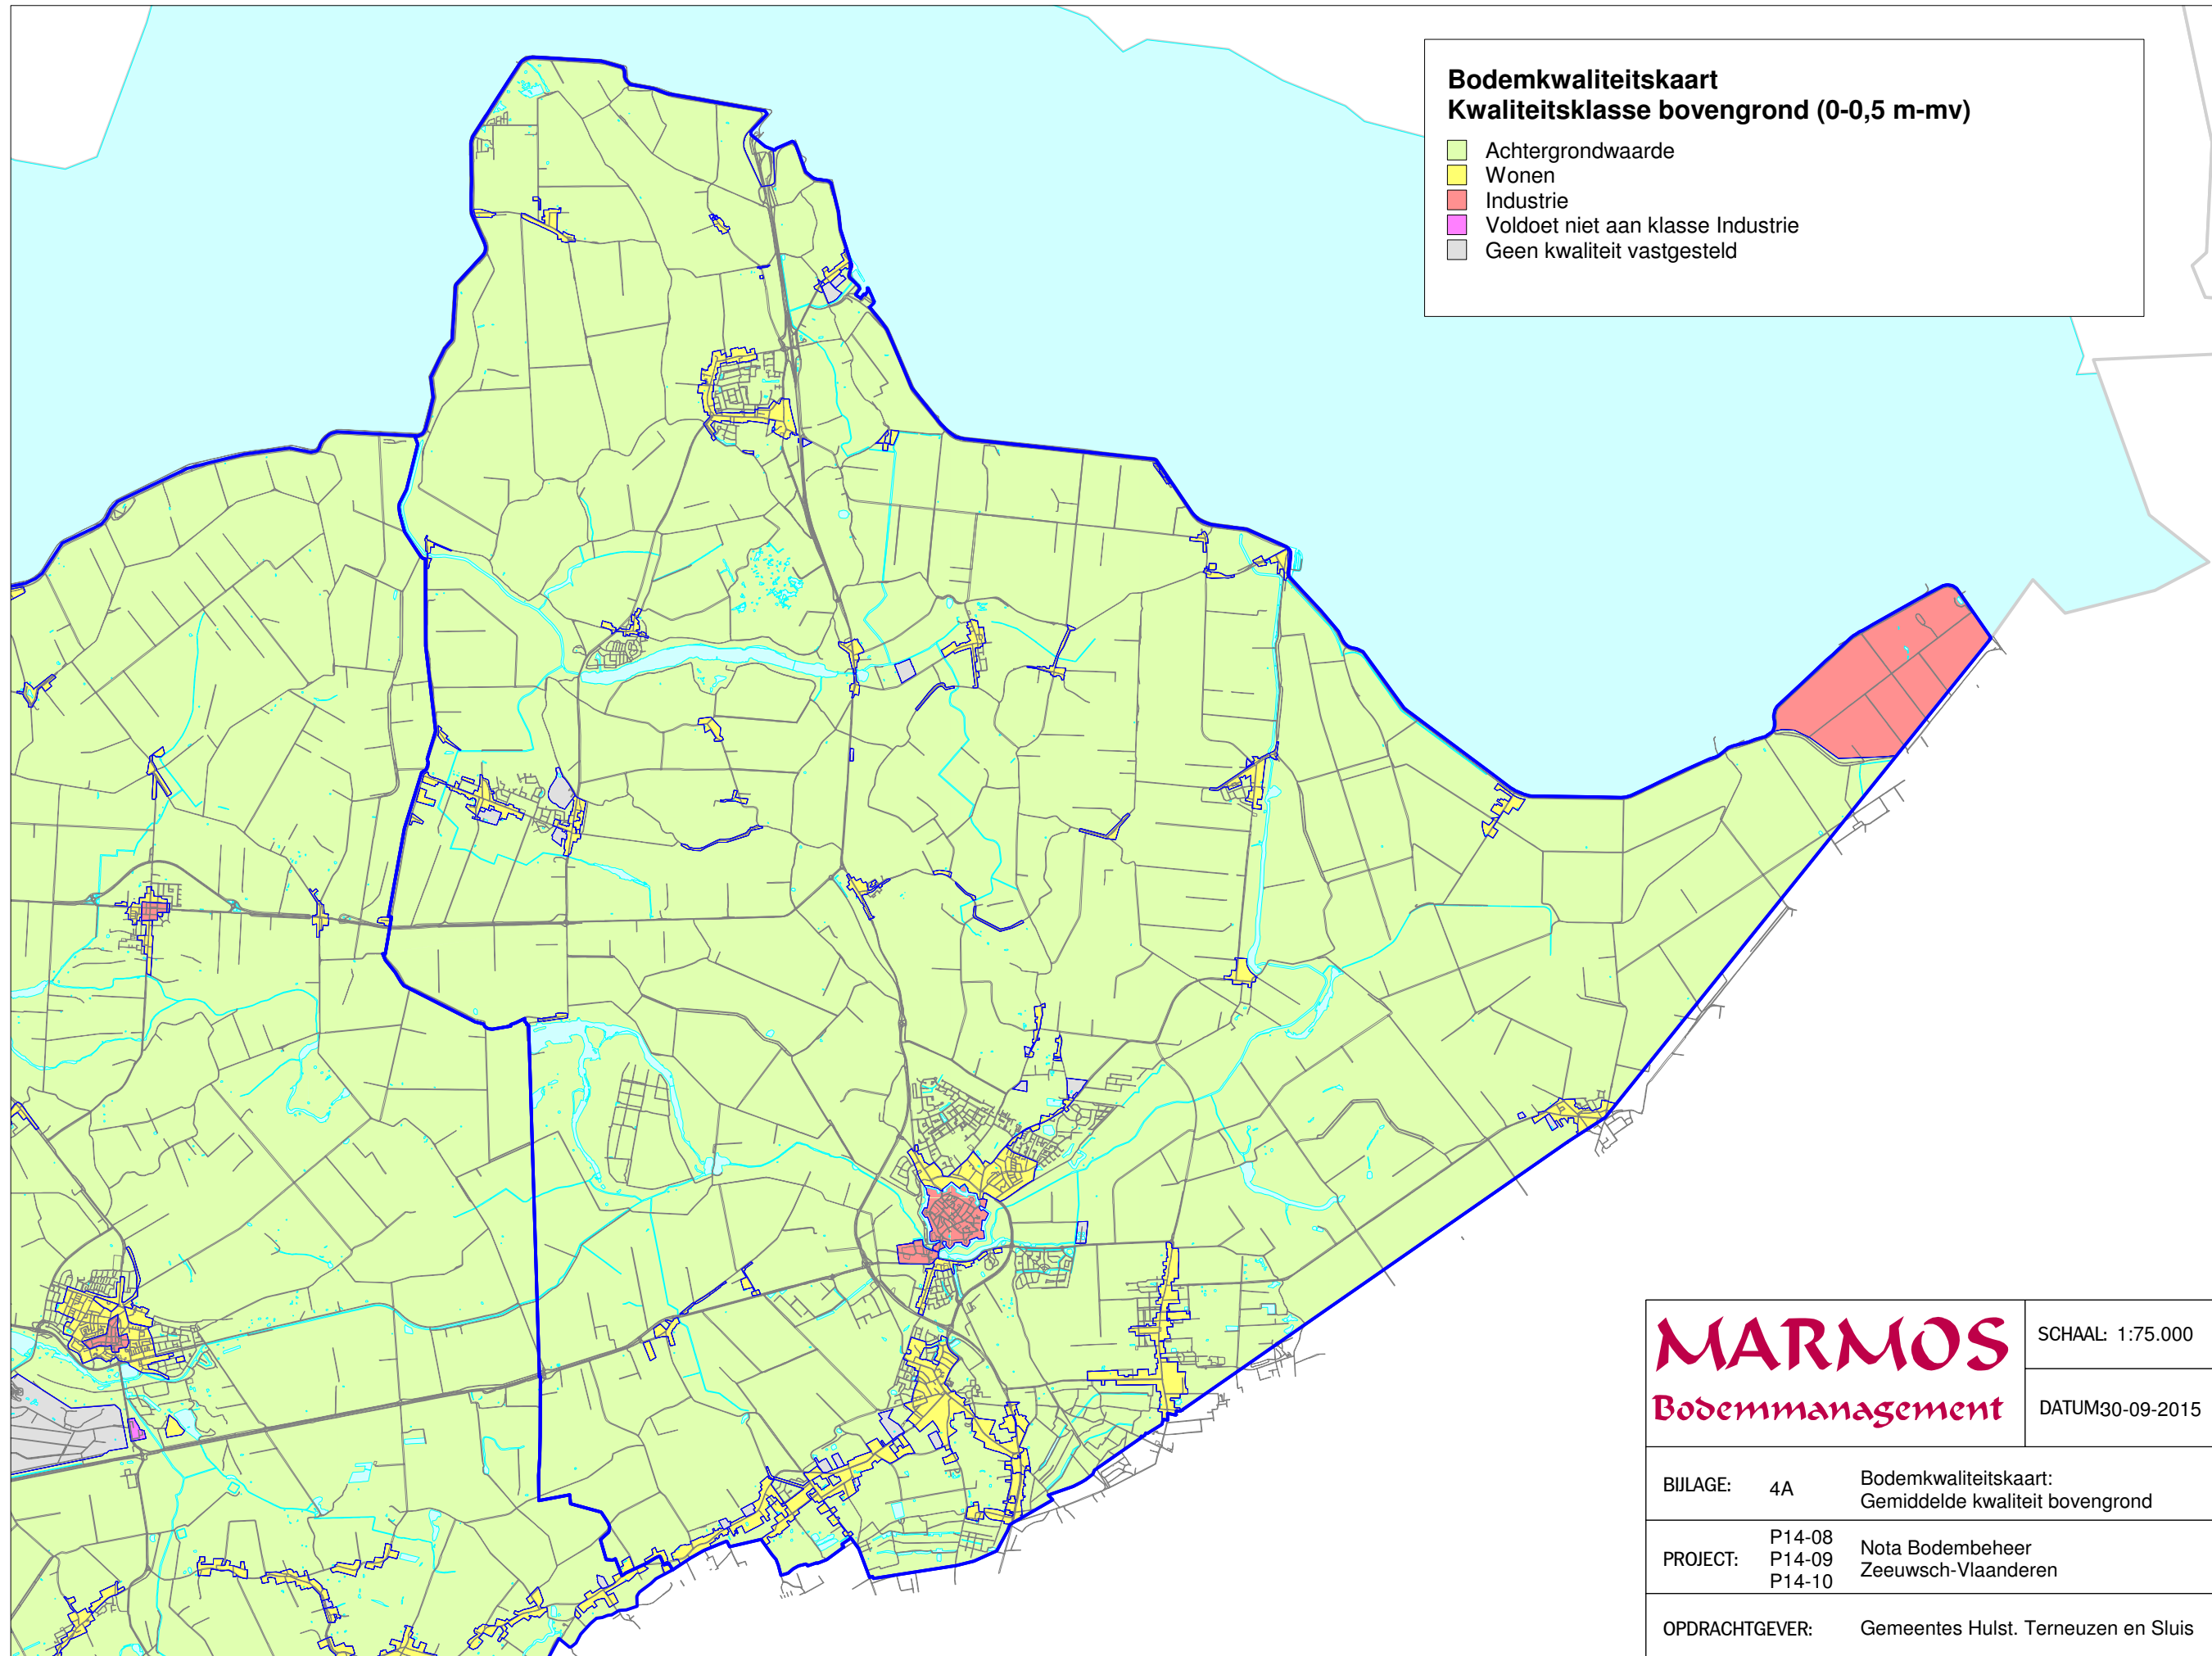 Bodemkwaliteitskaart
Kwaliteitsklasse bovengrond (0-0,5 m-mv)
Achtergrondwaarde
Wonen
Industrie
Voldoet niet aan klasse Industrie
Geen kwaliteit vastgesteld
MARMOS
Bodemmanagement
SCHAAL: 1:75.000
DATUM30-09-2015
BIJLAGE: 4A
Bodemkwaliteitskaart:
Gemiddelde kwaliteit bovengrond
PROJECT:
P14-08
P14-09
P14-10
Nota Bodembeheer
Zeeuwsch-Vlaanderen
OPDRACHTGEVER: Gemeentes Hulst. Terneuzen en Sluis